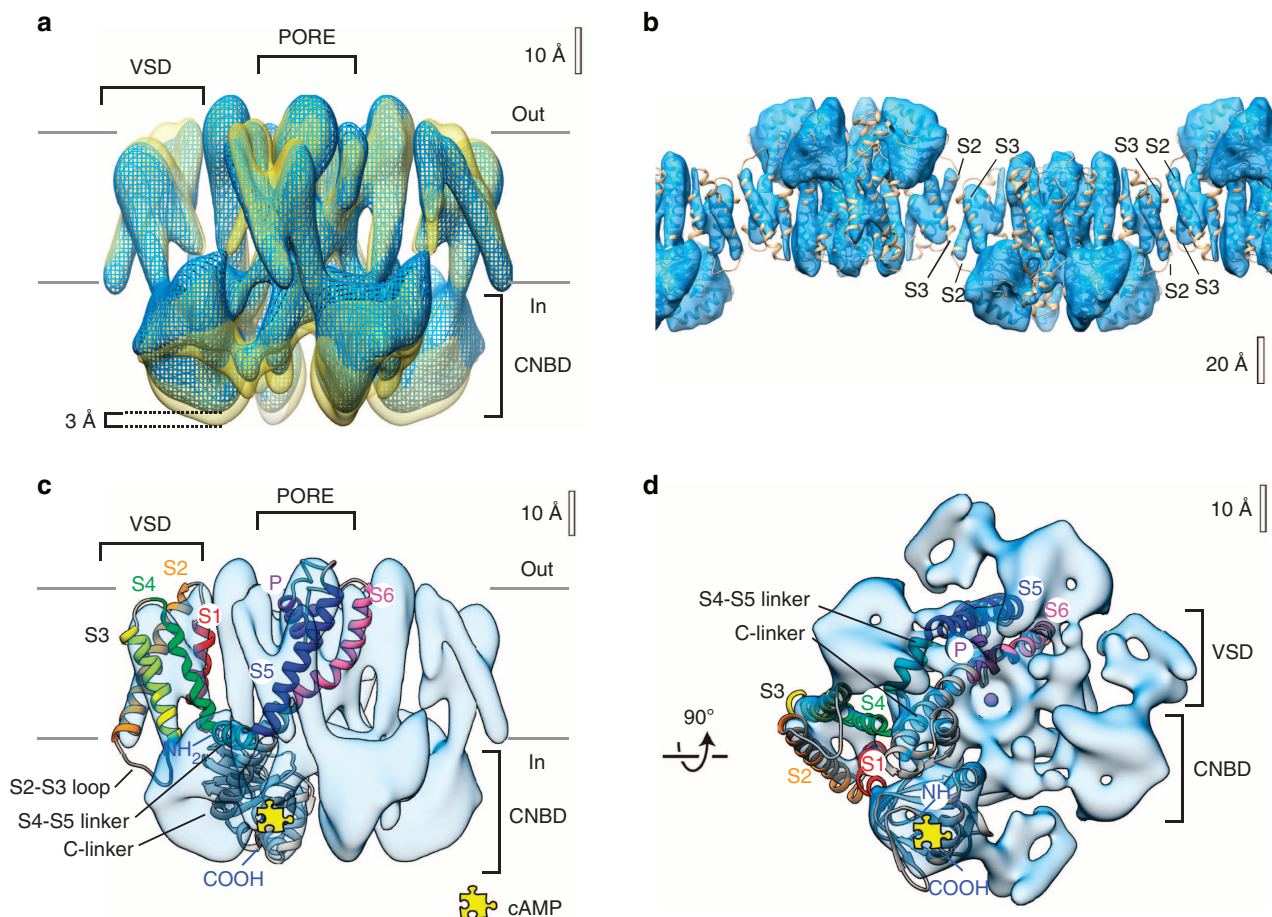 a
PORE
VSD
10 Å
Out
In
CNBD
3 Å
b
S2
S3
S3
S2
S3
S2
S2
S3
20 Å
c
PORE
VSD
10 Å
S2
S4
Out
P
S6
S1
S3
S5
NH2
In
S2-S3 loop
S4-S5 linker
CNBD
C-linker
COOH
cAMP
d
10 Å
S5
S4-S5 linker
S6
C-linker
P
VSD
S3
S4
90°
S1
S2
CNBD
NH
COOH